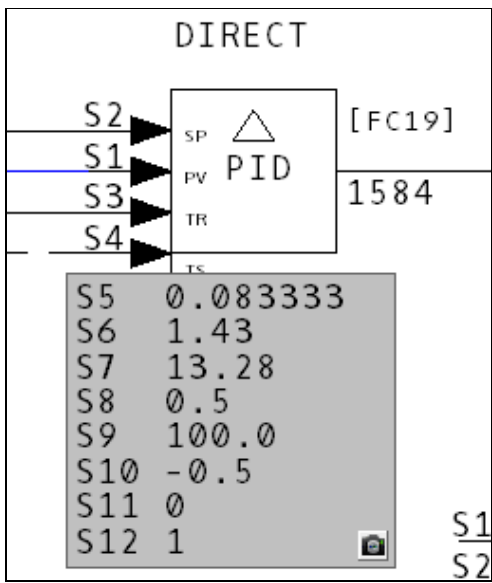 DIRECT
S2 SP △ [FC19]
S1 PV PID
S3 TR 1584
S4
TS
S5 0.083333
S6 1.43
S7 13.28
S8 0.5
S9 100.0
S10 -0.5
S11 0
S12 1
S1
S2